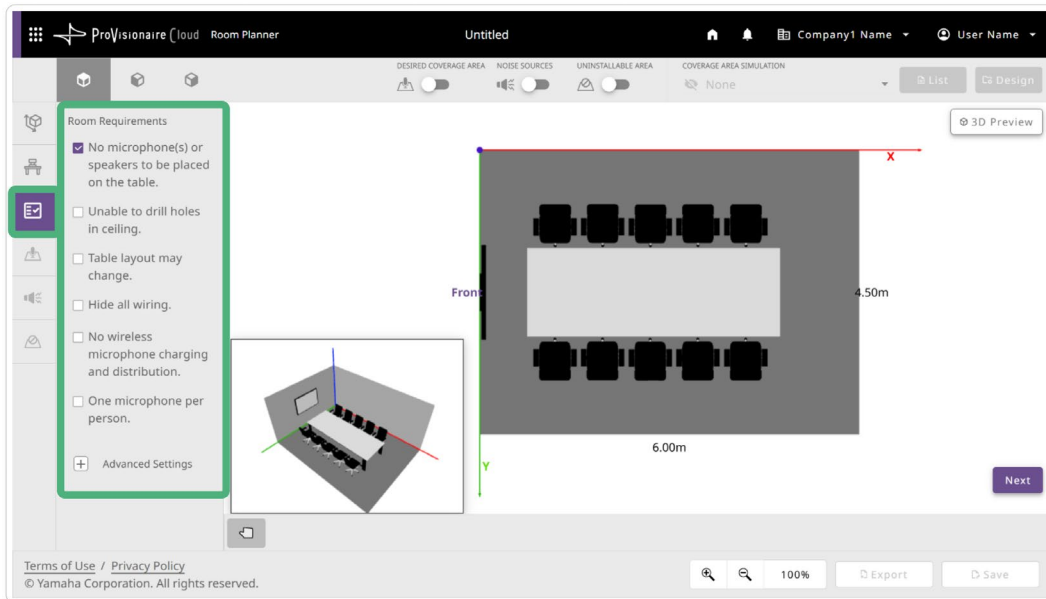 ProVisionaire Cloud Room Planner
Untitled
Company1 Name
User Name
DESIRED COVERAGE AREA
NOISE SOURCES
UNINSTALLABLE AREA
COVERAGE AREA SIMULATION
None
List
Design
Room Requirements
No microphone(s) or
speakers to be placed
on the table.
Unable to drill holes
in ceiling.
Table layout may
change.
Hide all wiring.
No wireless
microphone charging
and distribution.
One microphone per
person.
Advanced Settings
3D Preview
X
Front
4.50m
6.00m
Y
Next
Terms of Use / Privacy Policy
© Yamaha Corporation. All rights reserved.
100%
Export
Save